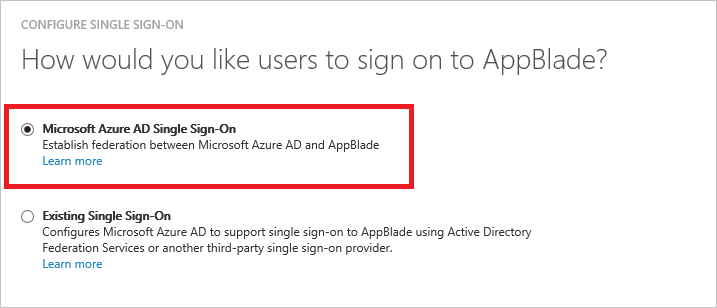 CONFIGURE SINGLE SIGN-ON
How would you like users to sign on to AppBlade?
Microsoft Azure AD Single Sign-On
Establish federation between Microsoft Azure AD and AppBlade
Learn more
Existing Single Sign-On
Configures Microsoft Azure AD to support single sign-on to AppBlade using Active Directory
Federation Services or another third-party single sign-on provider.
Learn more